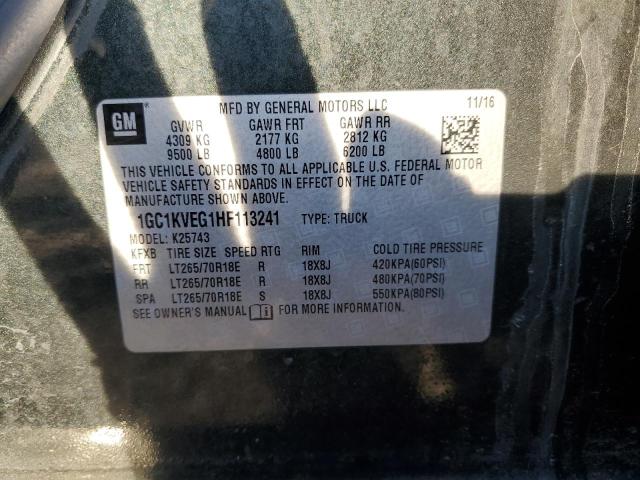 GM
MFD BY GENERAL MOTORS LLC 11/16
GVWR GAWR FRT GAWR RR
4309 KG 2177 KG 2812 KG
9500 LB 4800 LB 6200 LB
THIS VEHICLE CONFORMS TO ALL APPLICABLE U.S. FEDERAL MOTOR
VEHICLE SAFETY STANDARDS IN EFFECT ON THE DATE OF
MANUFACTURE SHOWN ABOVE.
1GC1KVEG1HF113241 TYPE: TRUCK
MODEL: K25743
KFXB TIRE SIZE SPEED RTG RIM COLD TIRE PRESSURE
FRT LT265/70R18E R 18X8J 420KPA(60PSI)
RR LT265/70R18E R 18X8J 480KPA(70PSI)
SPA LT265/70R18E S 18X8J 550KPA(80PSI)
SEE OWNER'S MANUAL FOR MORE INFORMATION.